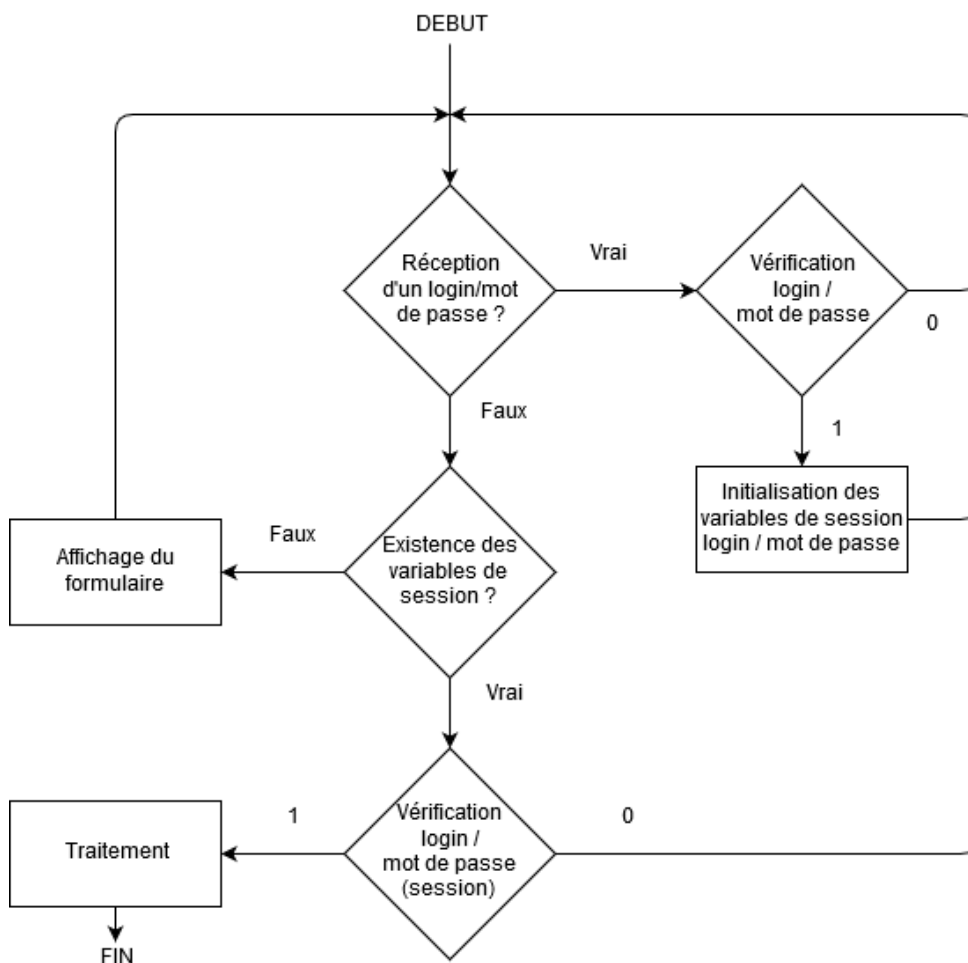 DEBUT
Réception
d'un login/mot
de passe ?
Vrai
Vérification
login /
mot de passe
0
Faux
1
Initialisation des
variables de session
login / mot de passe
Existence des
variables de
session ?
Faux
Affichage du
formulaire
Vrai
Vérification
login /
mot de passe
(session)
1
0
Traitement
FIN